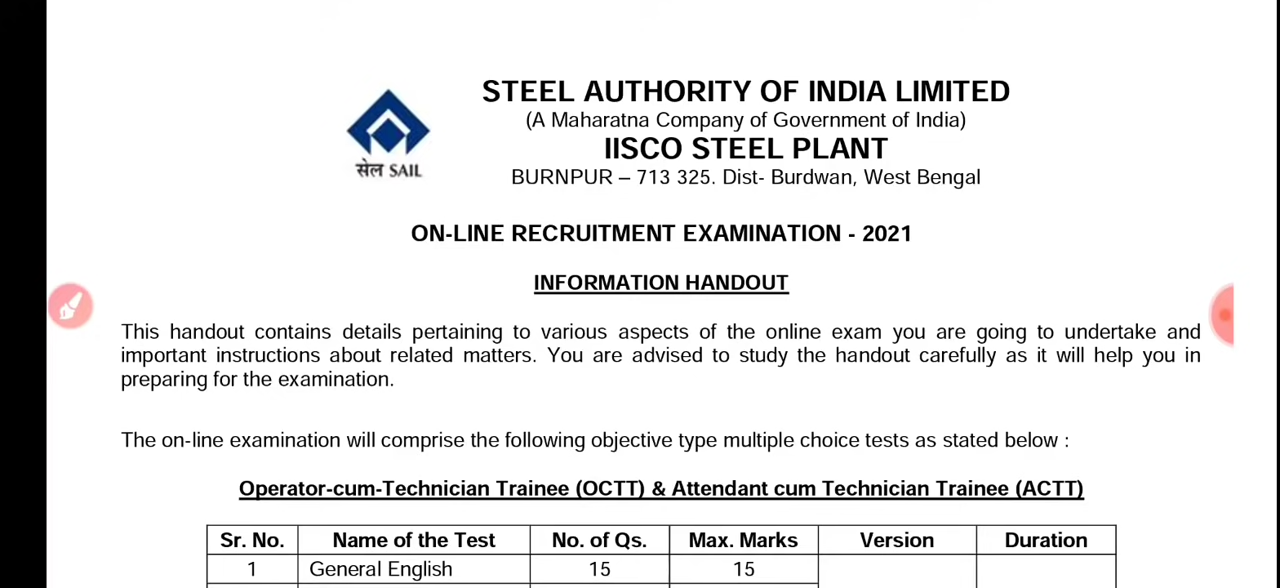 STEEL AUTHORITY OF INDIA LIMITED
(A Maharatna Company of Government of India)
IISCO STEEL PLANT
BURNPUR – 713 325. Dist- Burdwan, West Bengal
सेल SAIL
ON-LINE RECRUITMENT EXAMINATION - 2021
INFORMATION HANDOUT
This handout contains details pertaining to various aspects of the online exam you are going to undertake and
important instructions about related matters. You are advised to study the handout carefully as it will help you in
preparing for the examination.
The on-line examination will comprise the following objective type multiple choice tests as stated below :
Operator-cum-Technician Trainee (OCTT) & Attendant cum Technician Trainee (ACTT)
Sr. No. Name of the Test No. of Qs. Max. Marks Version Duration
1 General English 15 15